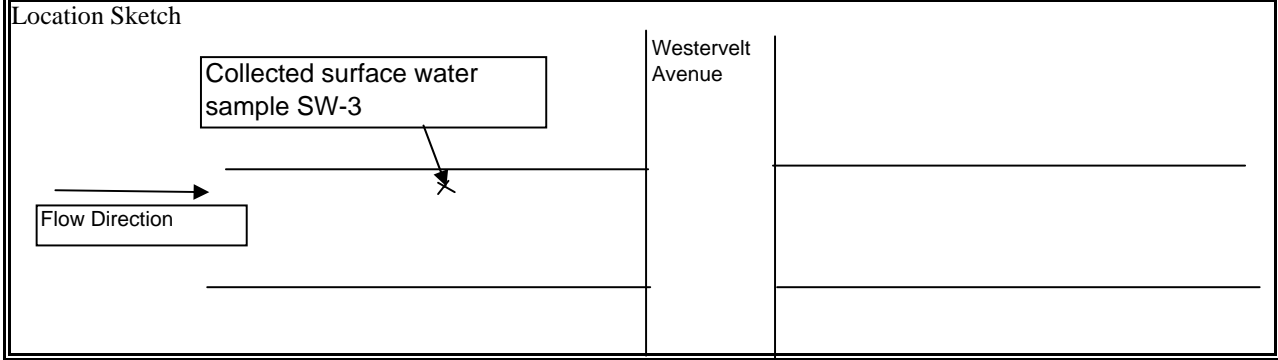 Location Sketch
Westervelt
Avenue
Collected surface water
sample SW-3
Flow Direction